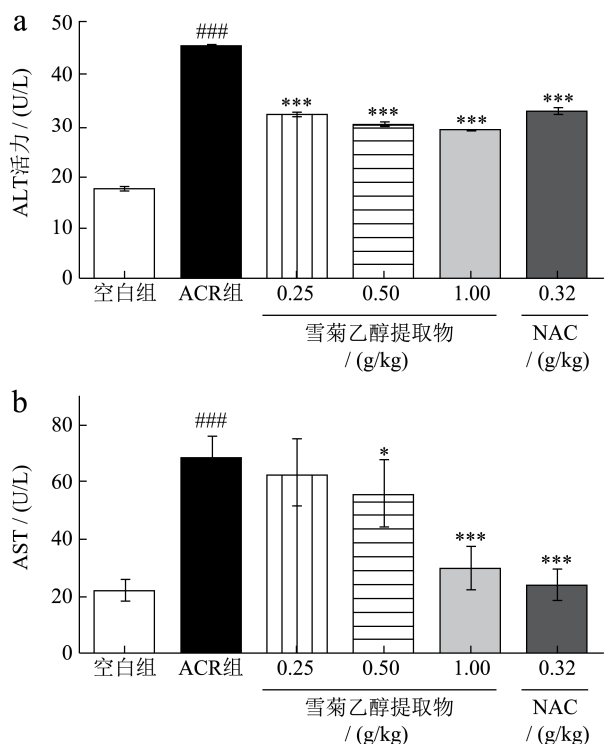 a
ALT活力 / (U/L)
50
40
30
20
10
0
###
***
***
***
***
空白组
ACR组
0.25
0.50
1.00
0.32
雪菊乙醇提取物
/ (g/kg)
NAC
/ (g/kg)
b
AST / (U/L)
80
60
40
20
0
###
*
***
***
空白组
ACR组
0.25
0.50
1.00
0.32
雪菊乙醇提取物
/ (g/kg)
NAC
/ (g/kg)